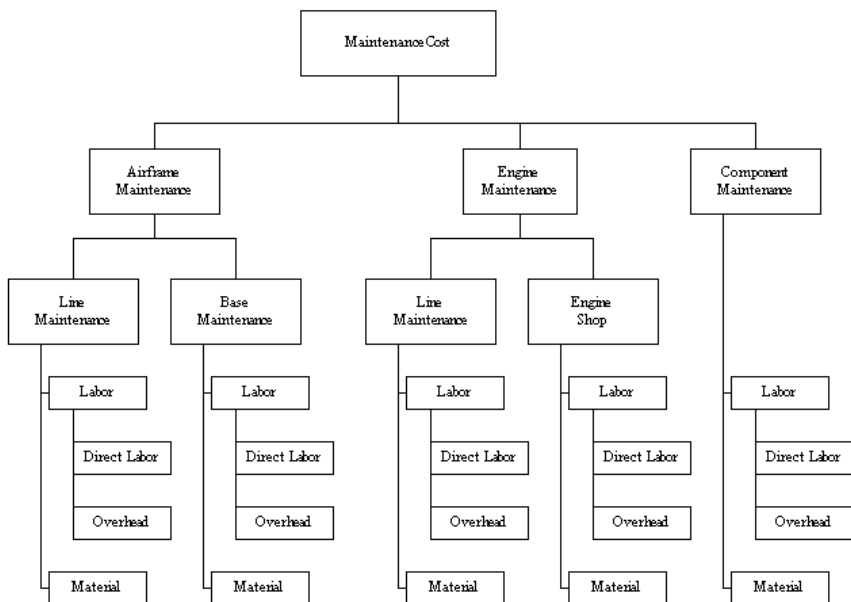 Maintenance Cost
Airframe
Maintenance
Engine
Maintenance
Component
Maintenance
Line
Maintenance
Base
Maintenance
Line
Maintenance
Engine
Shop
Labor
Labor
Labor
Labor
Labor
Direct Labor
Direct Labor
Direct Labor
Direct Labor
Direct Labor
Overhead
Overhead
Overhead
Overhead
Overhead
Material
Material
Material
Material
Material